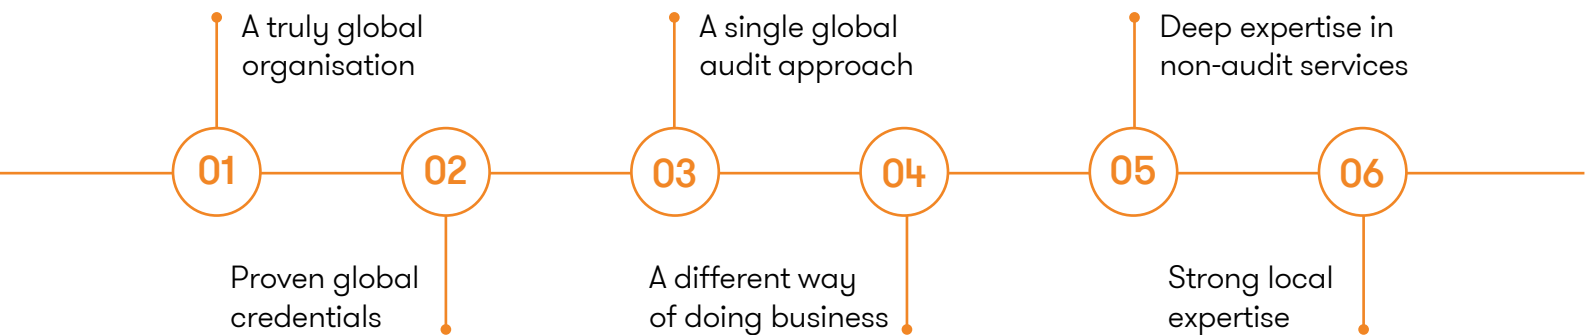 A truly global
organisation
A single global
audit approach
Deep expertise in
non-audit services
01
02
03
04
05
06
Proven global
credentials
A different way
of doing business
Strong local
expertise